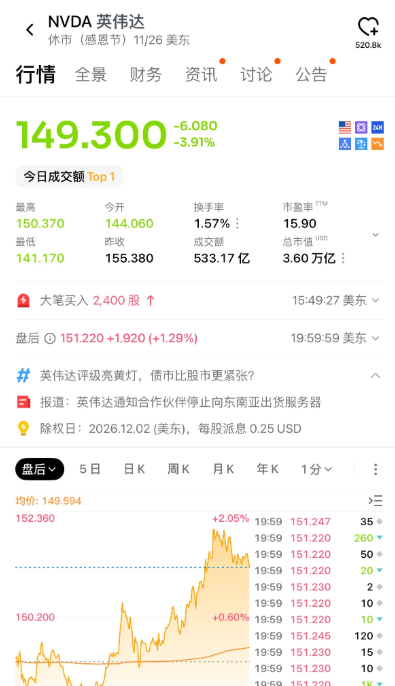 NVDA 英伟达
休市（感恩节）11/26 美东
520.8k
行情 全景 财务 资讯 讨论 公告
149.300 -6.080
-3.91%
24H
今日成交额 Top 1
最高 今开 换手率 市盈率 TTM
150.370 144.060 1.57% 15.90
最低 昨收 成交额 总市值 USD
141.170 155.380 533.17 亿 3.60 万亿
大笔买入 2,400 股 ↑ 15:49:27 美东
盘后 151.220 +1.920 (+1.29%) 19:59:59 美东
# 英伟达评级亮黄灯，债市比股市更紧张？
报道：英伟达通知合作伙伴停止向东南亚出货服务器
除权日：2026.12.02 (美东)，每股派息 0.25 USD
盘后 5 日 日 K 周 K 月 K 年 K 1 分
均价: 149.594
152.360 +2.05% 19:59 151.247 35
19:59 151.220 260
19:59 151.220 50
19:59 151.220 20
19:59 151.230 2
19:59 151.220 10
150.200 +0.60% 19:59 151.220 10
19:59 151.245 120
19:59 151.230 15
19:59 151.230 10
19:59 151.220 1K